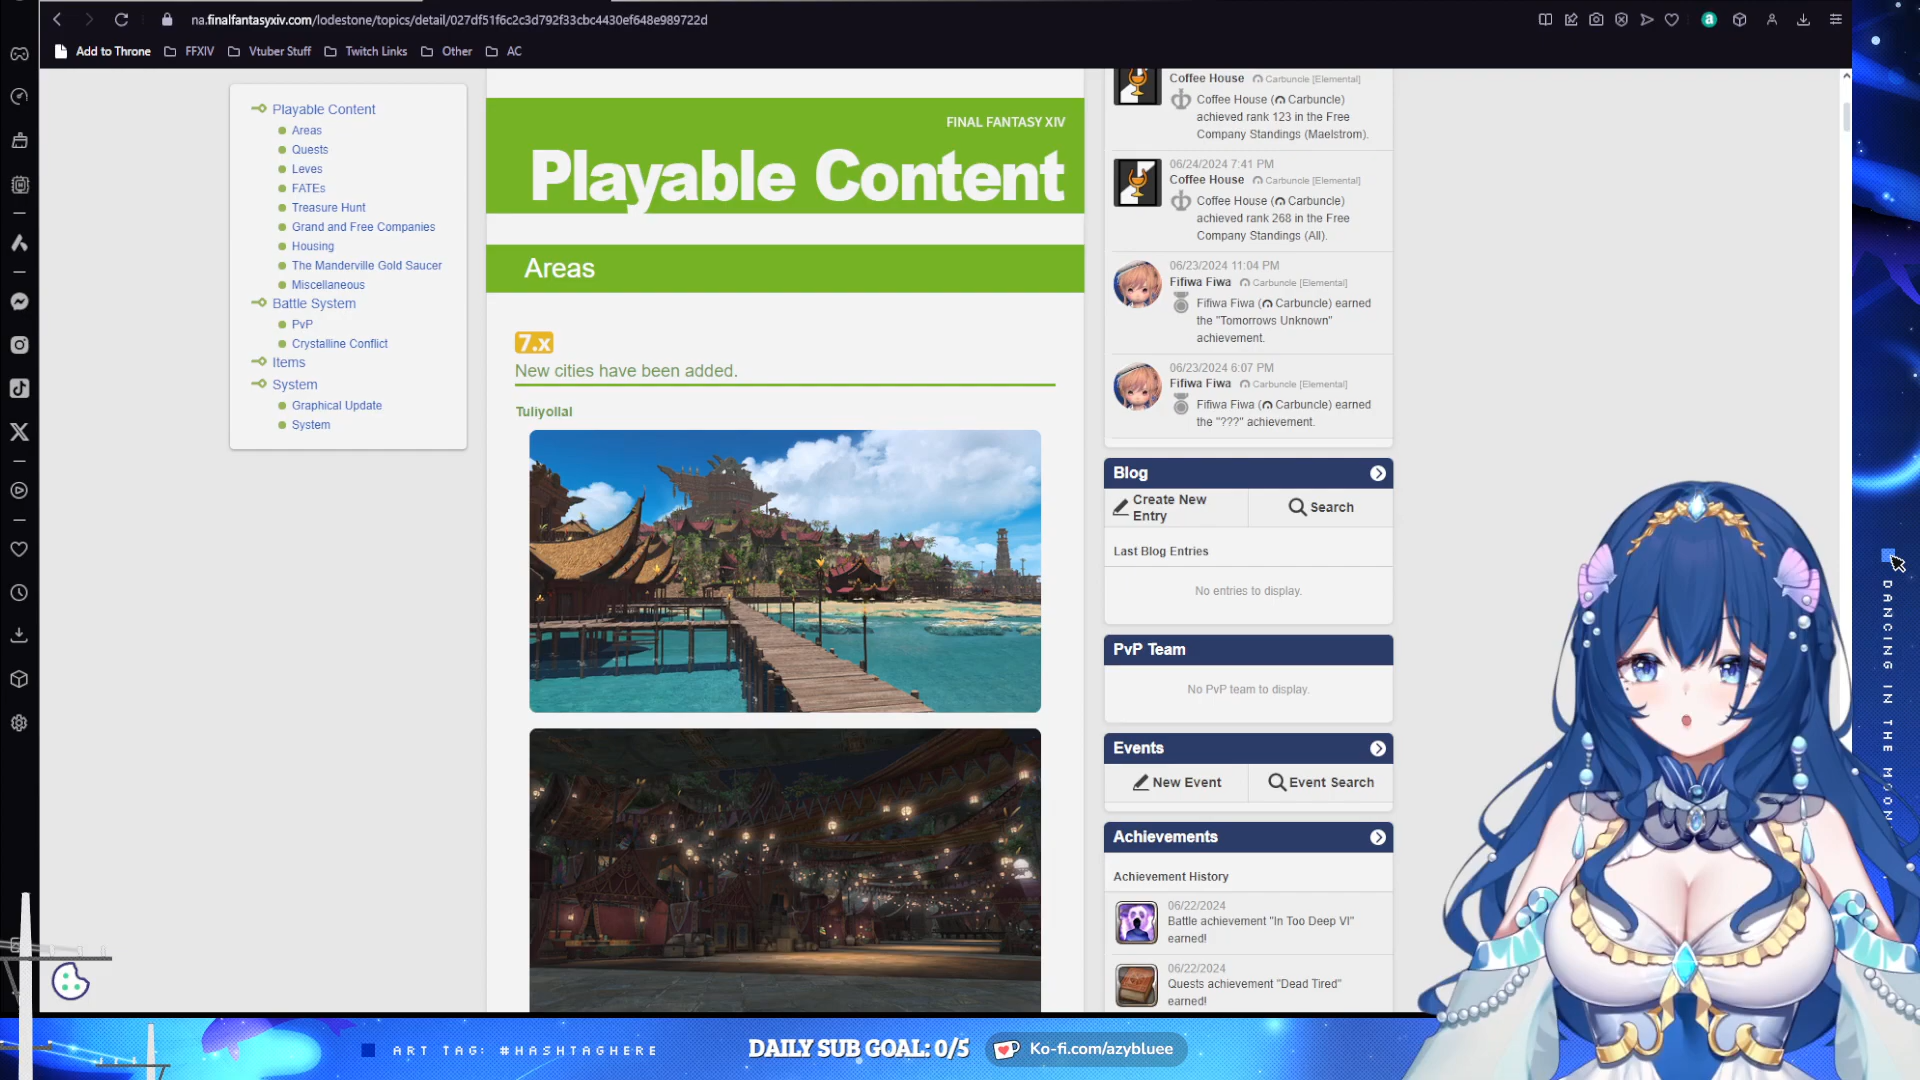 na.finalfantasyxiv.com/lodestone/topics/detail/027df51f6c2c3d792f33cbc4430ef648e989722d
Add to Throne
FFXIV
Vtuber Stuff
Twitch Links
Other
AC
Playable Content
Areas
Quests
Leves
FATEs
Treasure Hunt
Grand and Free Companies
Housing
The Manderville Gold Saucer
Miscellaneous
Battle System
PvP
Crystalline Conflict
Items
System
Graphical Update
System
FINAL FANTASY XIV
Playable Content
Areas
7.x
New cities have been added.
Tuliyollal
Coffee House Carbuncle [Elemental]
Coffee House (Carbuncle)
achieved rank 123 in the Free
Company Standings (Maelstrom).
06/24/2024 7:41 PM
Coffee House Carbuncle [Elemental]
Coffee House (Carbuncle)
achieved rank 268 in the Free
Company Standings (All).
06/23/2024 11:04 PM
Fifiwa Fiwa Carbuncle [Elemental]
Fifiwa Fiwa (Carbuncle) earned
the "Tomorrows Unknown"
achievement.
06/23/2024 6:07 PM
Fifiwa Fiwa Carbuncle [Elemental]
Fifiwa Fiwa (Carbuncle) earned
the "???" achievement.
Blog
Create New
Entry
Search
Last Blog Entries
No entries to display.
PvP Team
No PvP team to display.
Events
New Event
Event Search
Achievements
Achievement History
06/22/2024
Battle achievement "In Too Deep VI"
earned!
06/22/2024
Quests achievement "Dead Tired"
earned!
DANCING IN THE MOON
ART TAG: #HASHTAGHERE
DAILY SUB GOAL: 0/5
Ko-fi.com/azybluee